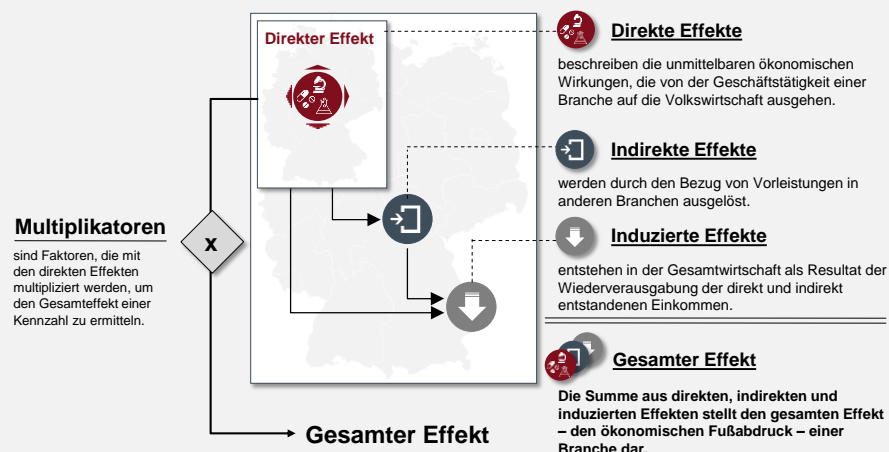 Direkter Effekt
Multiplikatoren
sind Faktoren, die mit
den direkten Effekten
multipliziert werden, um
den Gesamteffekt einer
Kennzahl zu ermitteln.
x
Gesamter Effekt
Direkte Effekte
beschreiben die unmittelbaren ökonomischen
Wirkungen, die von der Geschäftstätigkeit einer
Branche auf die Volkswirtschaft ausgehen.
Indirekte Effekte
werden durch den Bezug von Vorleistungen in
anderen Branchen ausgelöst.
Induzierte Effekte
entstehen in der Gesamtwirtschaft als Resultat der
Wiederverausgabung der direkt und indirekt
entstandenen Einkommen.
Gesamter Effekt
Die Summe aus direkten, indirekten und
induzierten Effekten stellt den gesamten Effekt
– den ökonomischen Fußabdruck – einer
Branche dar.